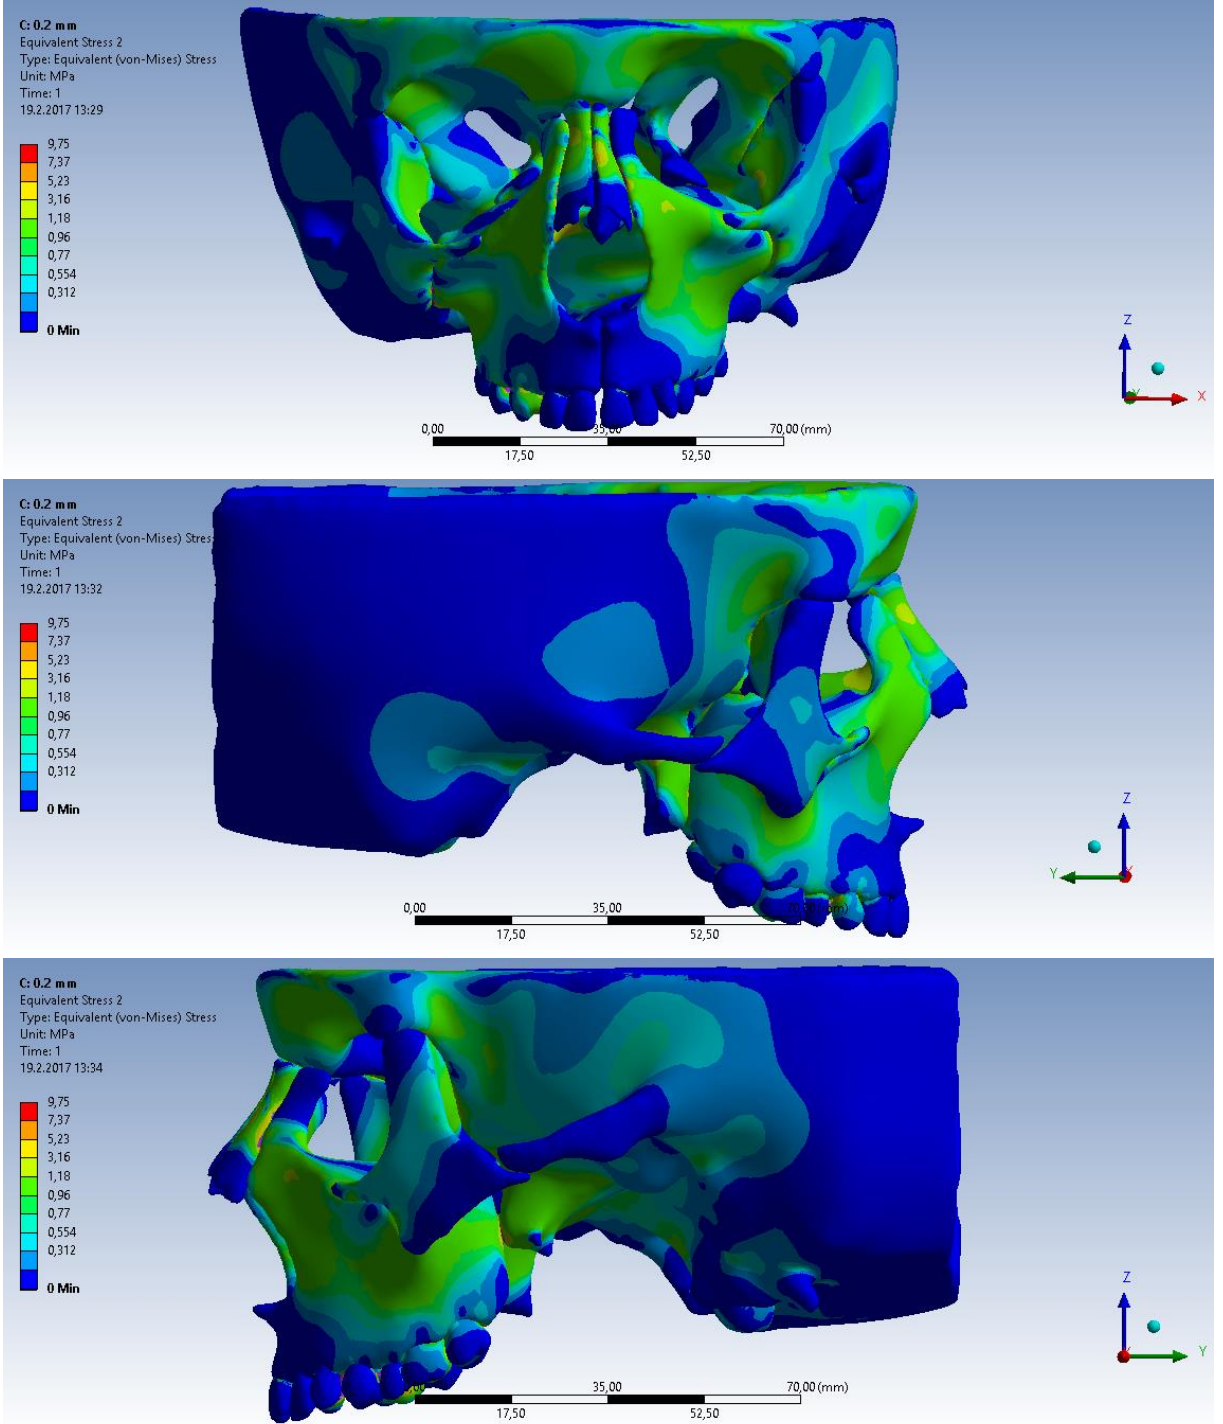 C: 0.2 mm
Equivalent Stress 2
Type: Equivalent (von-Mises) Stress
Unit: MPa
Time: 1
19.2.2017 13:29
9,75
7,37
5,23
3,16
1,18
0,96
0,77
0,554
0,312
0 Min
Z
X
0,00 35,00 70,00 (mm)
17,50 52,50
C: 0.2 mm
Equivalent Stress 2
Type: Equivalent (von-Mises) Stres
Unit: MPa
Time: 1
19.2.2017 13:32
9,75
7,37
5,23
3,16
1,18
0,96
0,77
0,554
0,312
0 Min
Z
Y
0,00 35,00
17,50 52,50
C: 0.2 mm
Equivalent Stress 2
Type: Equivalent (von-Mises) Stress
Unit: MPa
Time: 1
19.2.2017 13:34
9,75
7,37
5,23
3,16
1,18
0,96
0,77
0,554
0,312
0 Min
Z
Y
35,00 70,00 (mm)
17,50 52,50